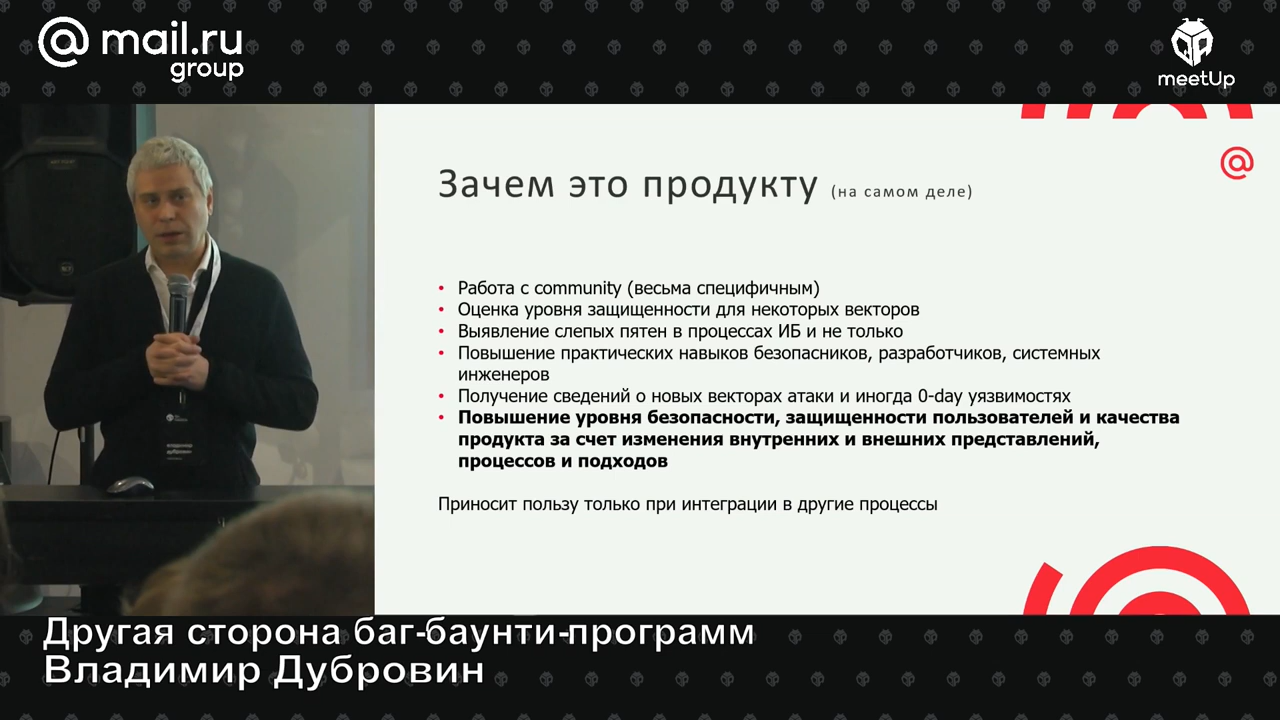 @mail.ru
group
meetUp
@
Зачем это продукту (на самом деле)
• Работа с community (весьма специфичным)
• Оценка уровня защищенности для некоторых векторов
• Выявление слепых пятен в процессах ИБ и не только
• Повышение практических навыков безопасников, разработчиков, системных
инженеров
• Получение сведений о новых векторах атаки и иногда 0-day уязвимостях
• Повышение уровня безопасности, защищенности пользователей и качества
продукта за счет изменения внутренних и внешних представлений,
процессов и подходов
Приносит пользу только при интеграции в другие процессы
владимир
дубровин
Другая сторона баг-баунти-программ
Владимир Дубровин